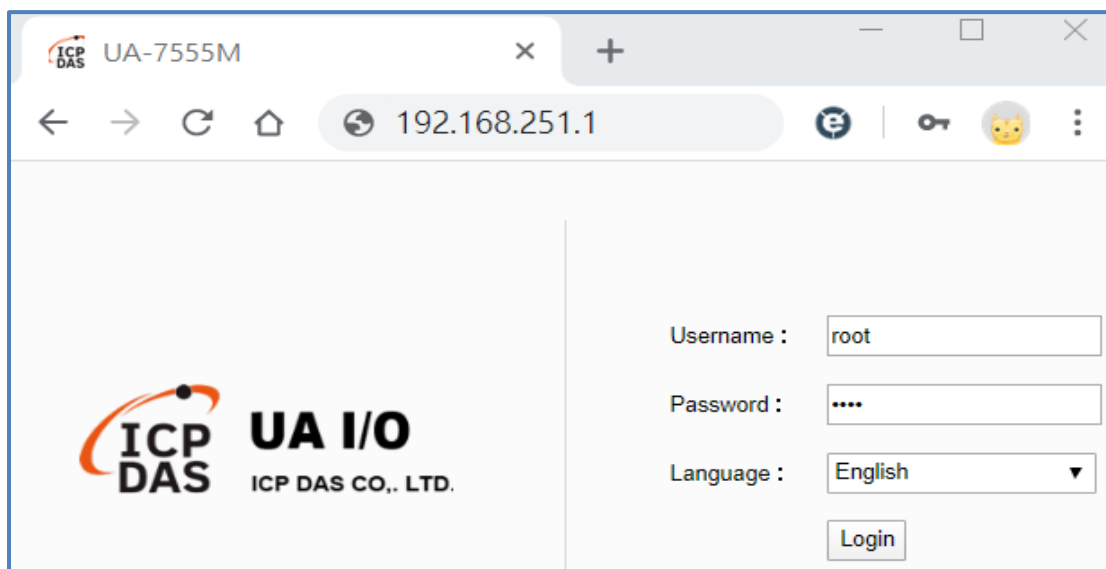 ICP DAS UA-7555M
192.168.251.1
Username :
root
Password :
••••
Language :
English
Login
ICP
DAS
UA I/O
ICP DAS CO,. LTD.